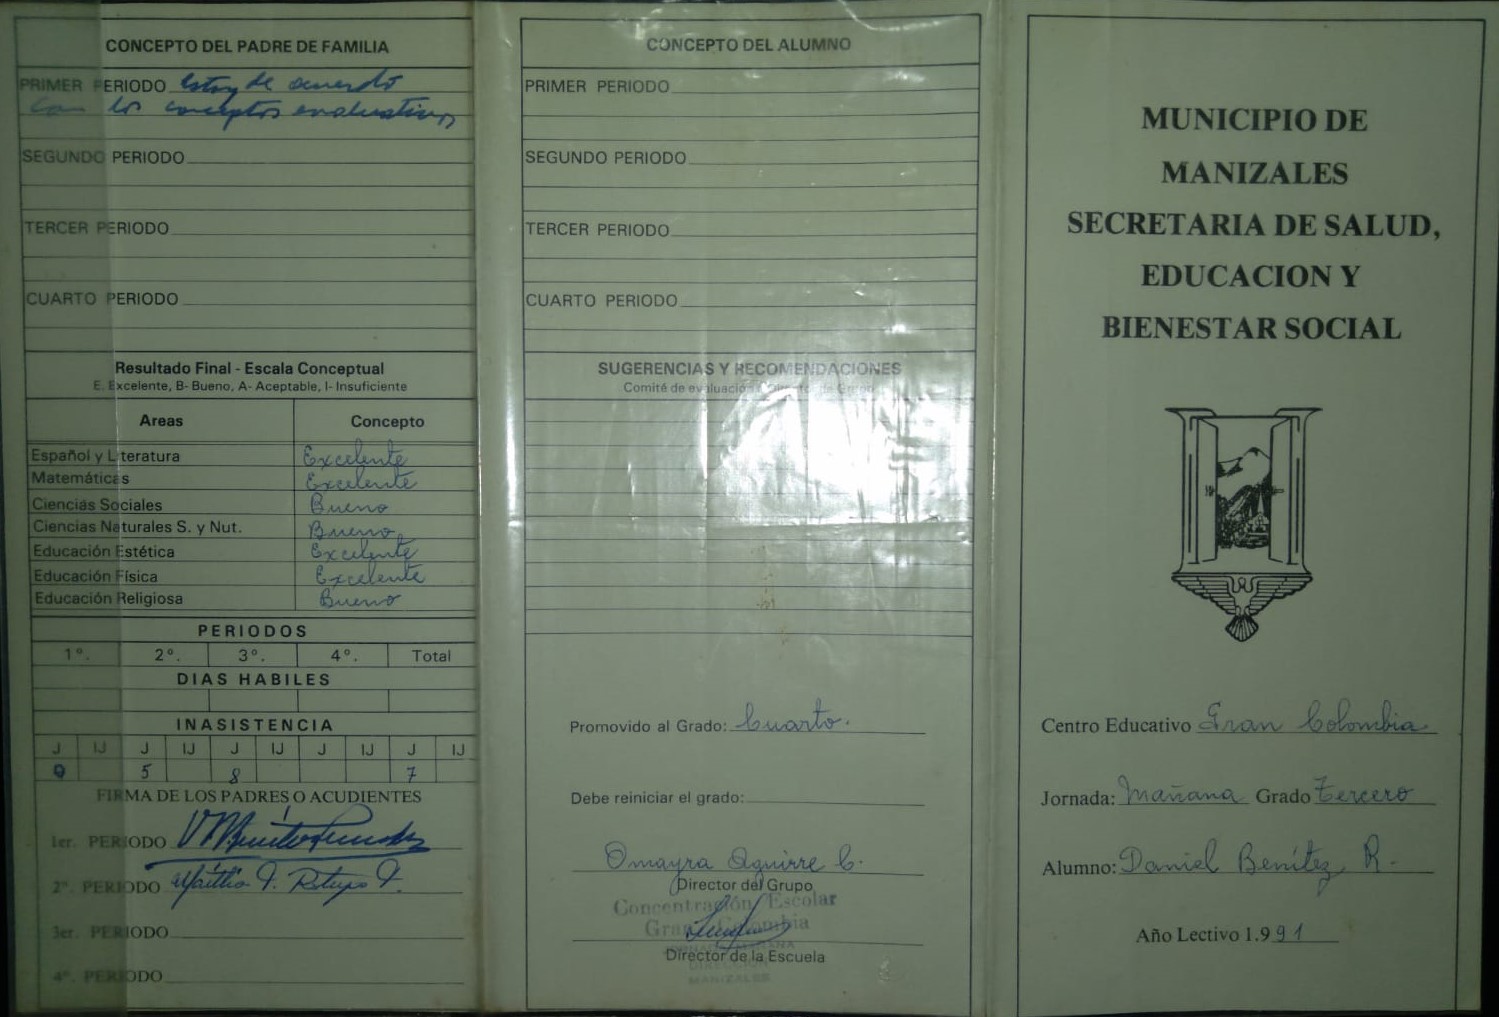 CONCEPTO DEL PADRE DE FAMILIA
PRIMER PERIODO Estoy de acuerdo
con los conceptos evaluativos
SEGUNDO PERIODO
TERCER PERIODO
CUARTO PERIODO
Resultado Final - Escala Conceptual
E. Excelente, B- Bueno, A- Aceptable, I- Insuficiente
Areas Concepto
Español y Literatura Excelente
Matemáticas Excelente
Ciencias Sociales Bueno
Ciencias Naturales S. y Nut. Bueno
Educación Estética Excelente
Educación Física Excelente
Educación Religiosa Bueno
PERIODOS
1°. 2°. 3°. 4°. Total
DIAS HABILES
INASISTENCIA
J IJ J IJ J IJ J IJ J IJ
0 5 8 7
FIRMA DE LOS PADRES O ACUDIENTES
1er. PERIODO
2°. PERIODO
3er. PERIODO
4°. PERIODO
CONCEPTO DEL ALUMNO
PRIMER PERIODO
SEGUNDO PERIODO
TERCER PERIODO
CUARTO PERIODO
SUGERENCIAS Y RECOMENDACIONES
Comité de evaluación Director de Grupo
Promovido al Grado: Cuarto.
Debe reiniciar el grado:
Omayra Aguirre C.
Director del Grupo
Concentración Escolar
Gran Colombia
JORNADA MAÑANA
Director de la Escuela
DIRECCION
MANIZALES
MUNICIPIO DE
MANIZALES
SECRETARIA DE SALUD,
EDUCACION Y
BIENESTAR SOCIAL
Centro Educativo Gran Colombia
Jornada: Mañana Grado Tercero
Alumno: Daniel Benítez R.
Año Lectivo 1.991